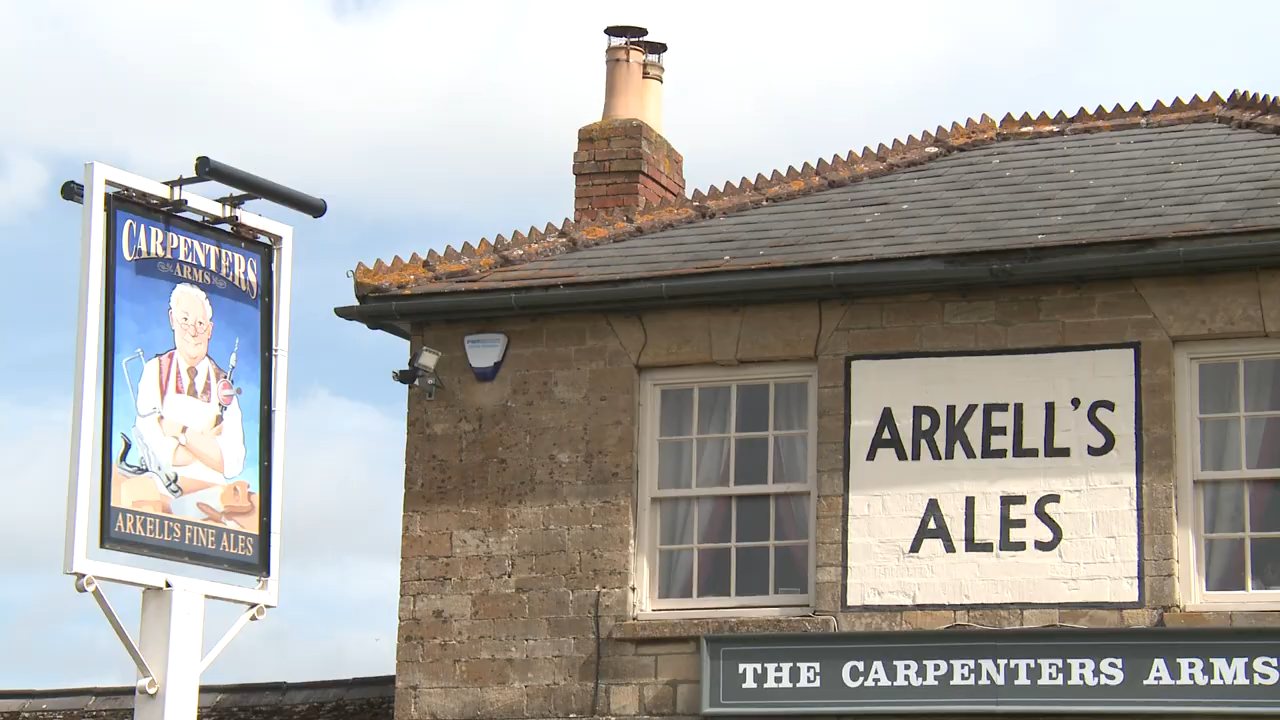 CARPENTERS
ARMS
ARKELL'S FINE ALES
ARKELL'S
ALES
THE CARPENTERS ARMS